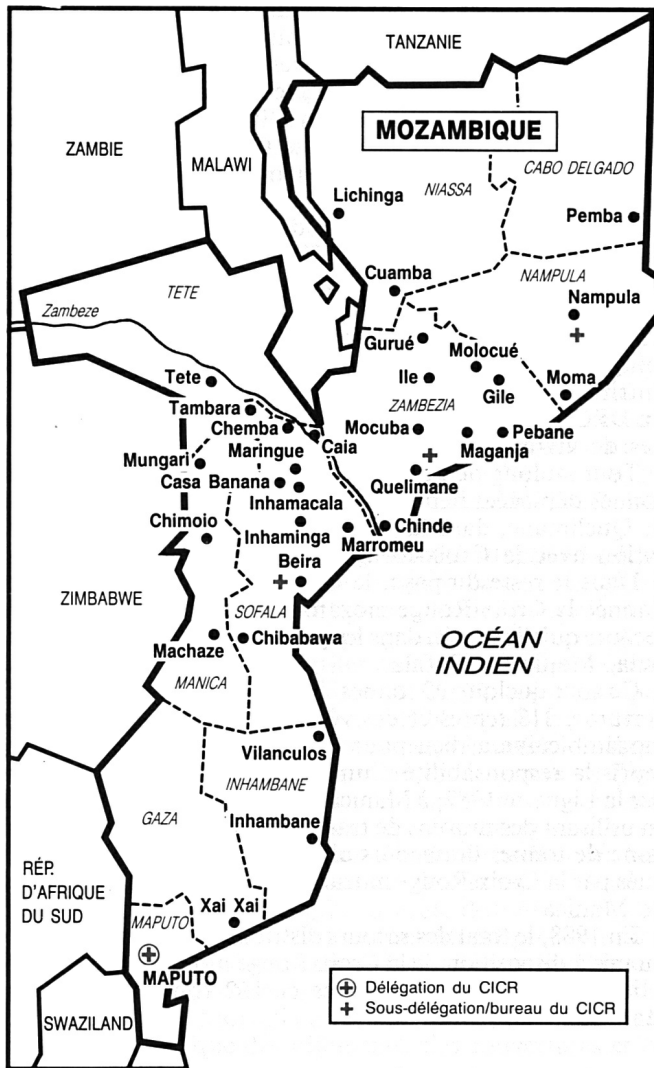 TANZANIE
MOZAMBIQUE
ZAMBIE
MALAWI
CABO DELGADO
NIASSA
Lichinga
Pemba
Cuamba
NAMPULA
TETE
Nampula
Zambeze
Gurué
Molocué
Tete
Ile
Gile
Moma
Tambara
ZAMBEZIA
Chemba
Mocuba
Pebane
Caia
Maganja
Maringue
Mungari
Casa Banana
Quelimane
Inhamacala
Chimoio
Inhaminga
Marromeu
Chinde
Beira
ZIMBABWE
SOFALA
OCÉAN
INDIEN
Machaze
Chibabawa
MANICA
Vilanculos
INHAMBANE
GAZA
Inhambane
RÉP.
D'AFRIQUE
DU SUD
MAPUTO
Xai Xai
MAPUTO
Délégation du CICR
Sous-délégation/bureau du CICR
SWAZILAND